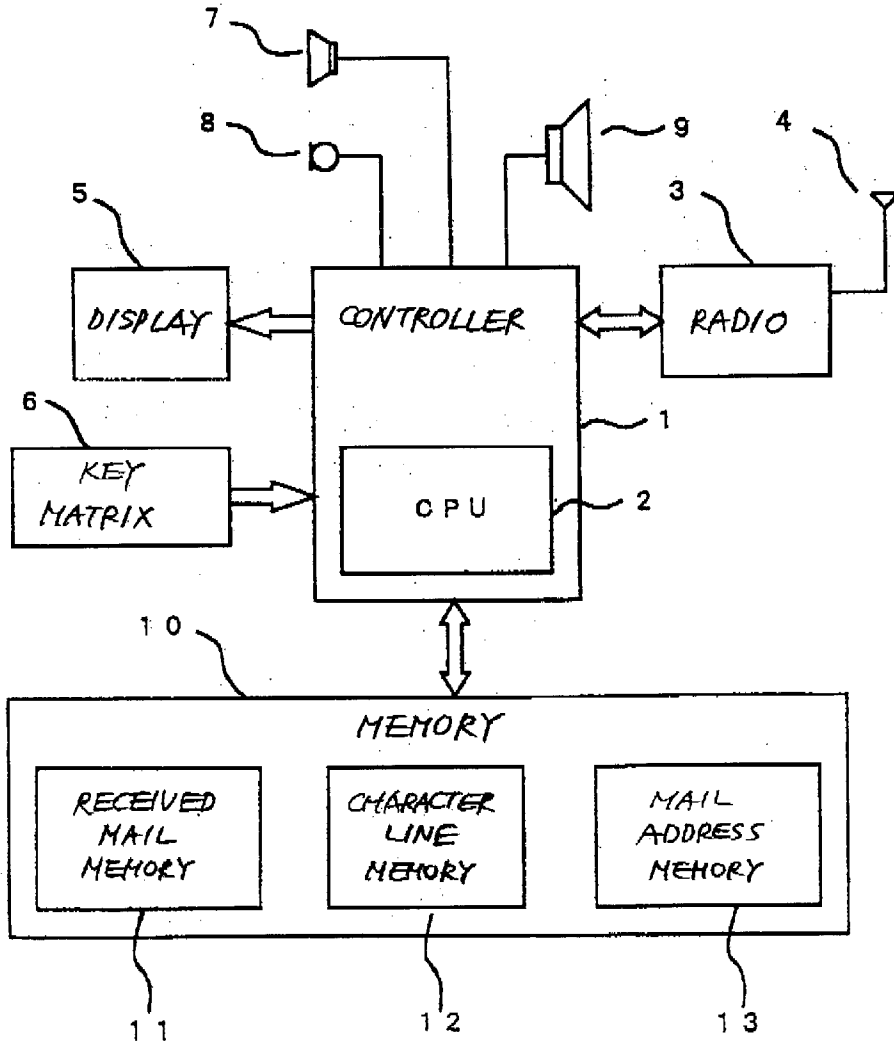 7
8
9
4
5
3
DISPLAY
CONTROLLER
RADIO
6
1
KEY
MATRIX
CPU
2
10
MEMORY
RECEIVED
MAIL
MEMORY
CHARACTER
LINE
MEMORY
MAIL
ADDRESS
MEMORY
11
12
13